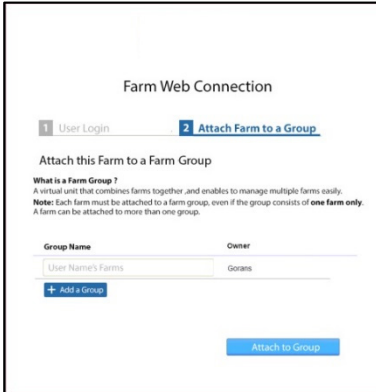 Farm Web Connection
1 User Login 2 Attach Farm to a Group
Attach this Farm to a Farm Group
What is a Farm Group ?
A virtual unit that combines farms together ,and enables to manage multiple farms easily.
Note: Each farm must be attached to a farm group, even if the group consists of one farm only.
A farm can be attached to more than one group.
Group Name Owner
User Name's Farms Gorans
+ Add a Group
Attach to Group